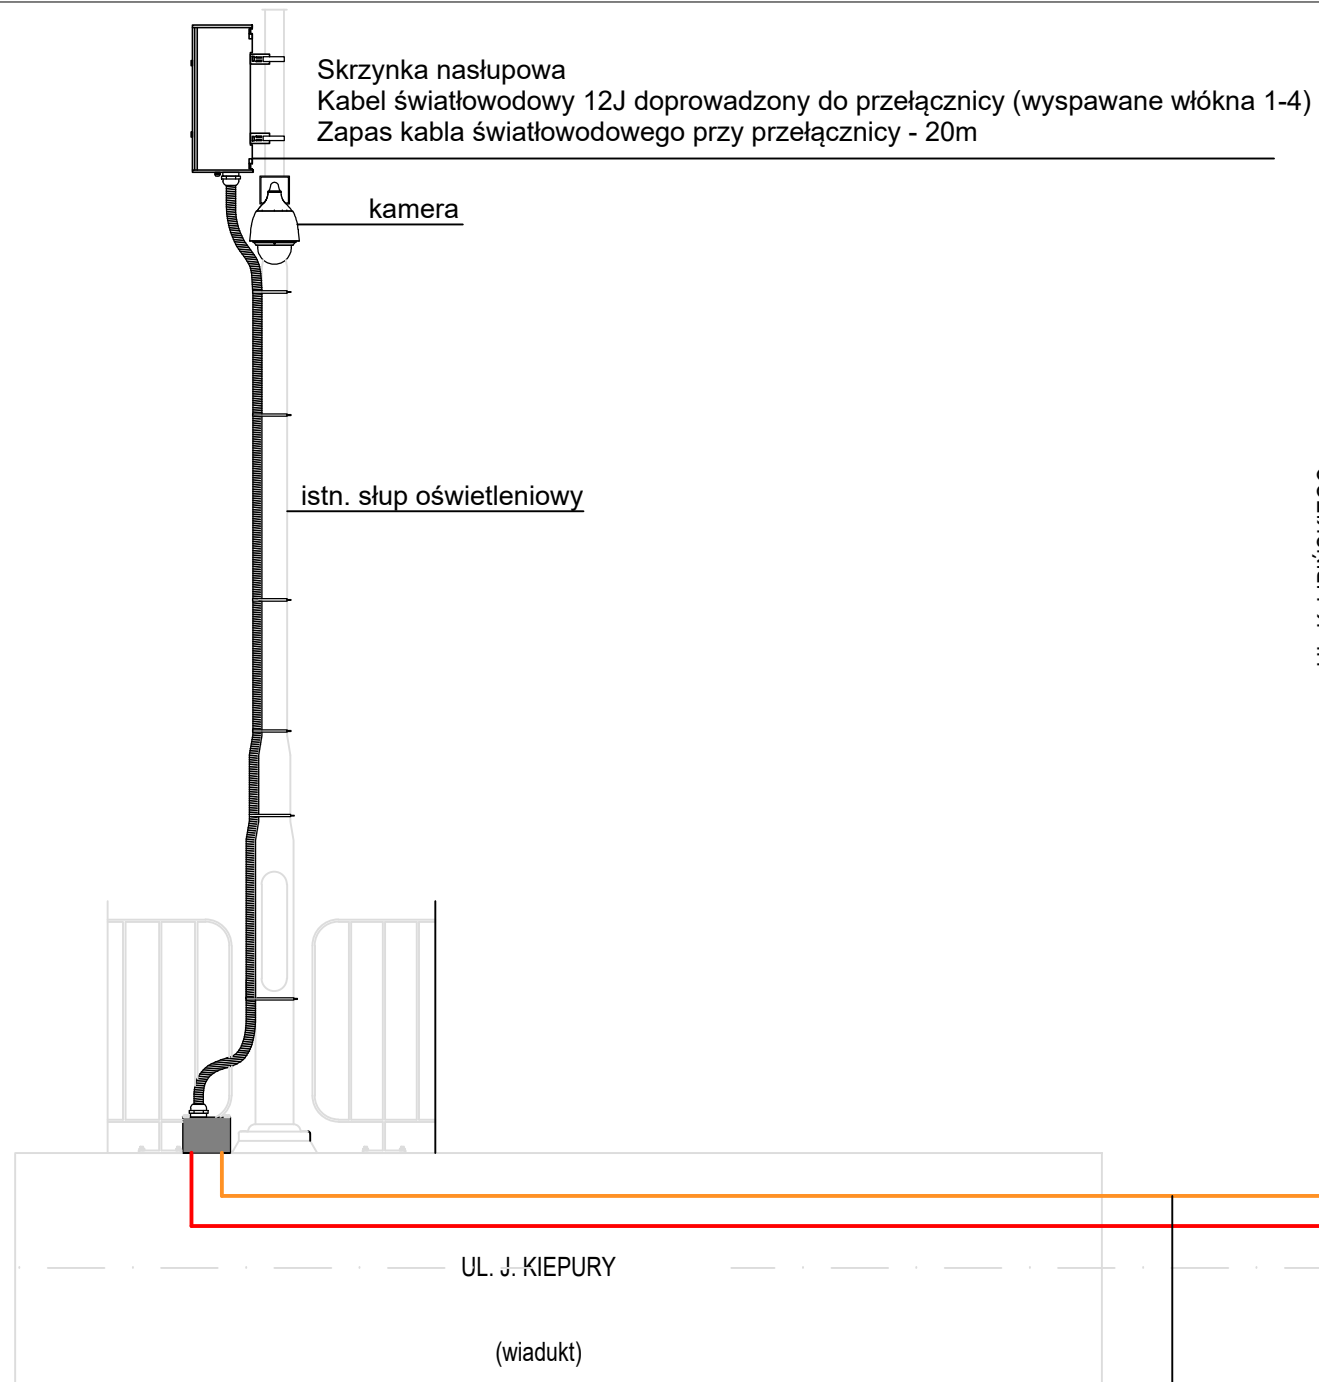 Skrzynka nasłupowa
Kabel światłowodowy 12J doprowadzony do przełącznicy (wyspawane włókna 1-4)
Zapas kabla światłowodowego przy przełącznicy - 20m
kamera
istn. słup oświetleniowy
UL. J. KIEPURY
(wiadukt)